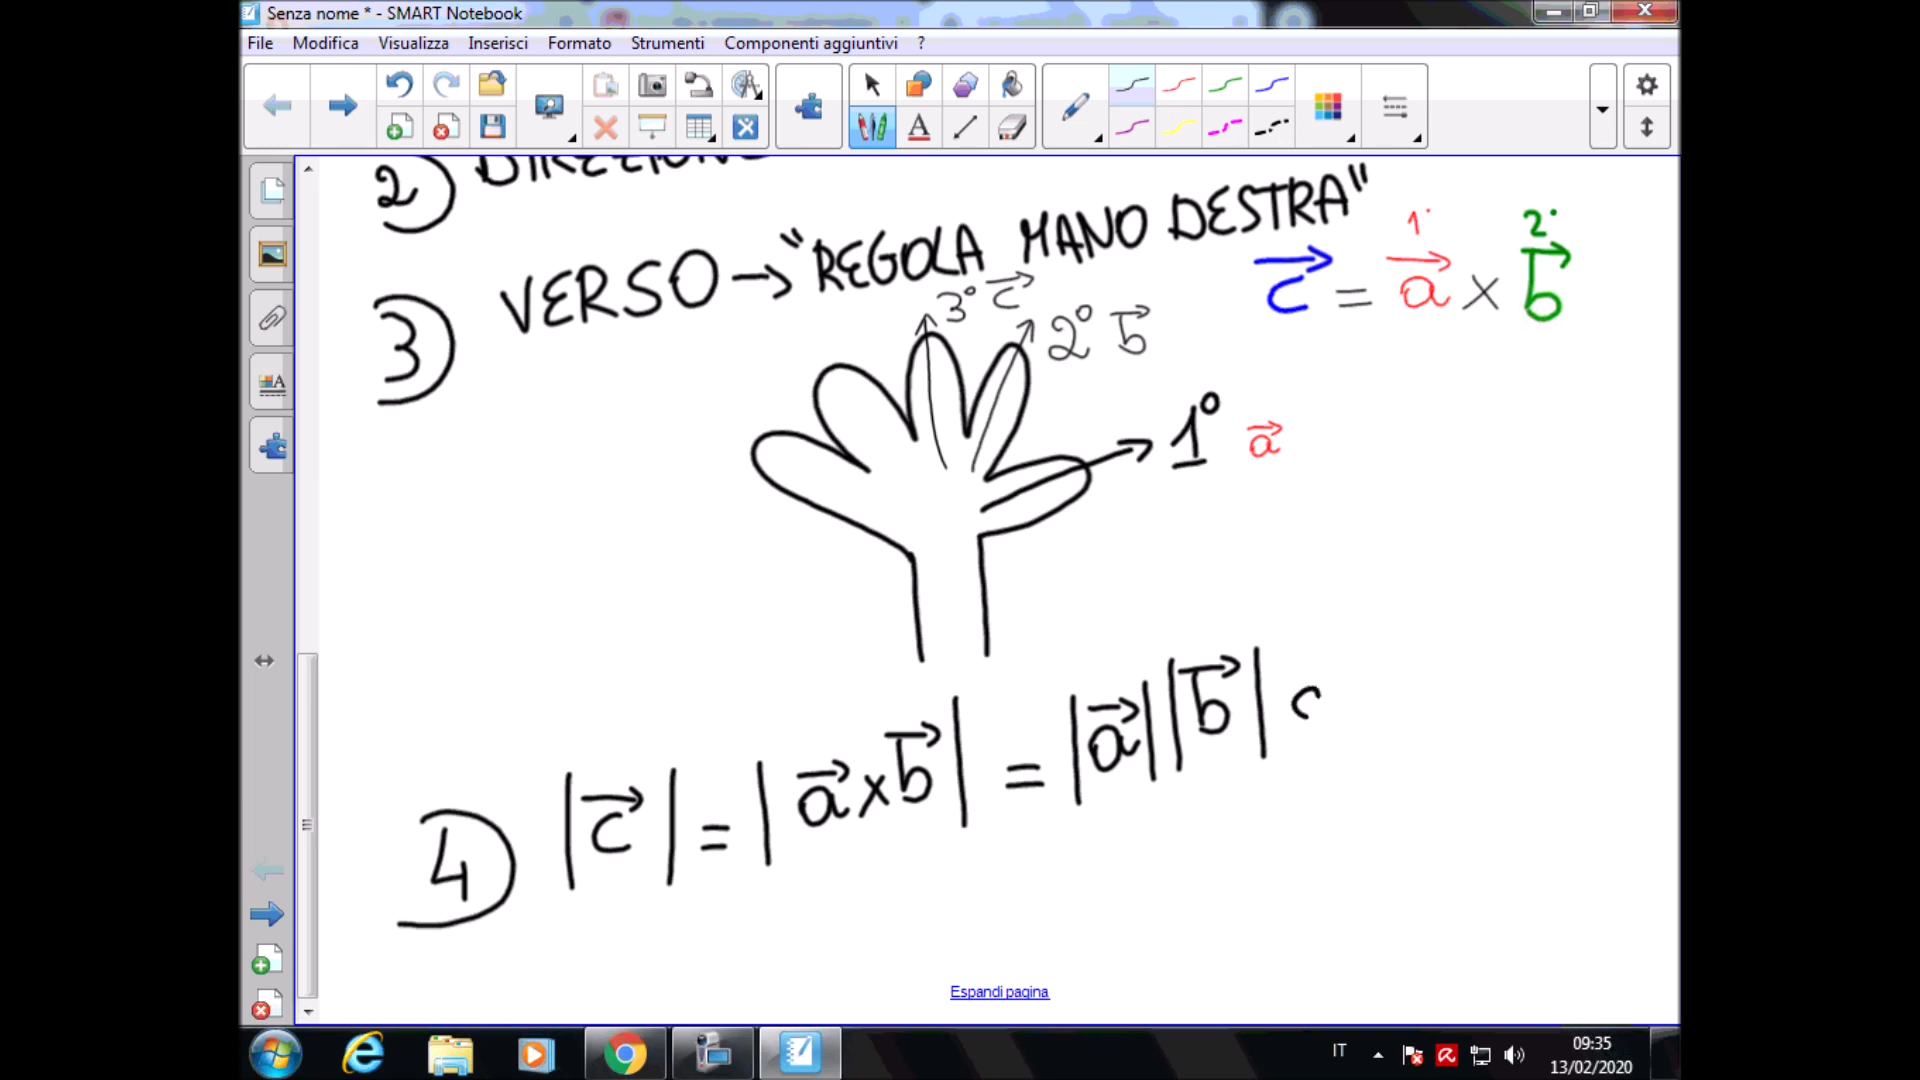 Senza nome * - SMART Notebook
File Modifica Visualizza Inserisci Formato Strumenti Componenti aggiuntivi ?
2) DIREZIONE
3) VERSO → "REGOLA MANO DESTRA"
1° 2°
c⃗ = a⃗ × b⃗
3° c⃗
2° b⃗
1° a⃗
4) |c⃗| = |a⃗×b⃗| = |a⃗||b⃗|
Espandi pagina
IT
09:35
13/02/2020